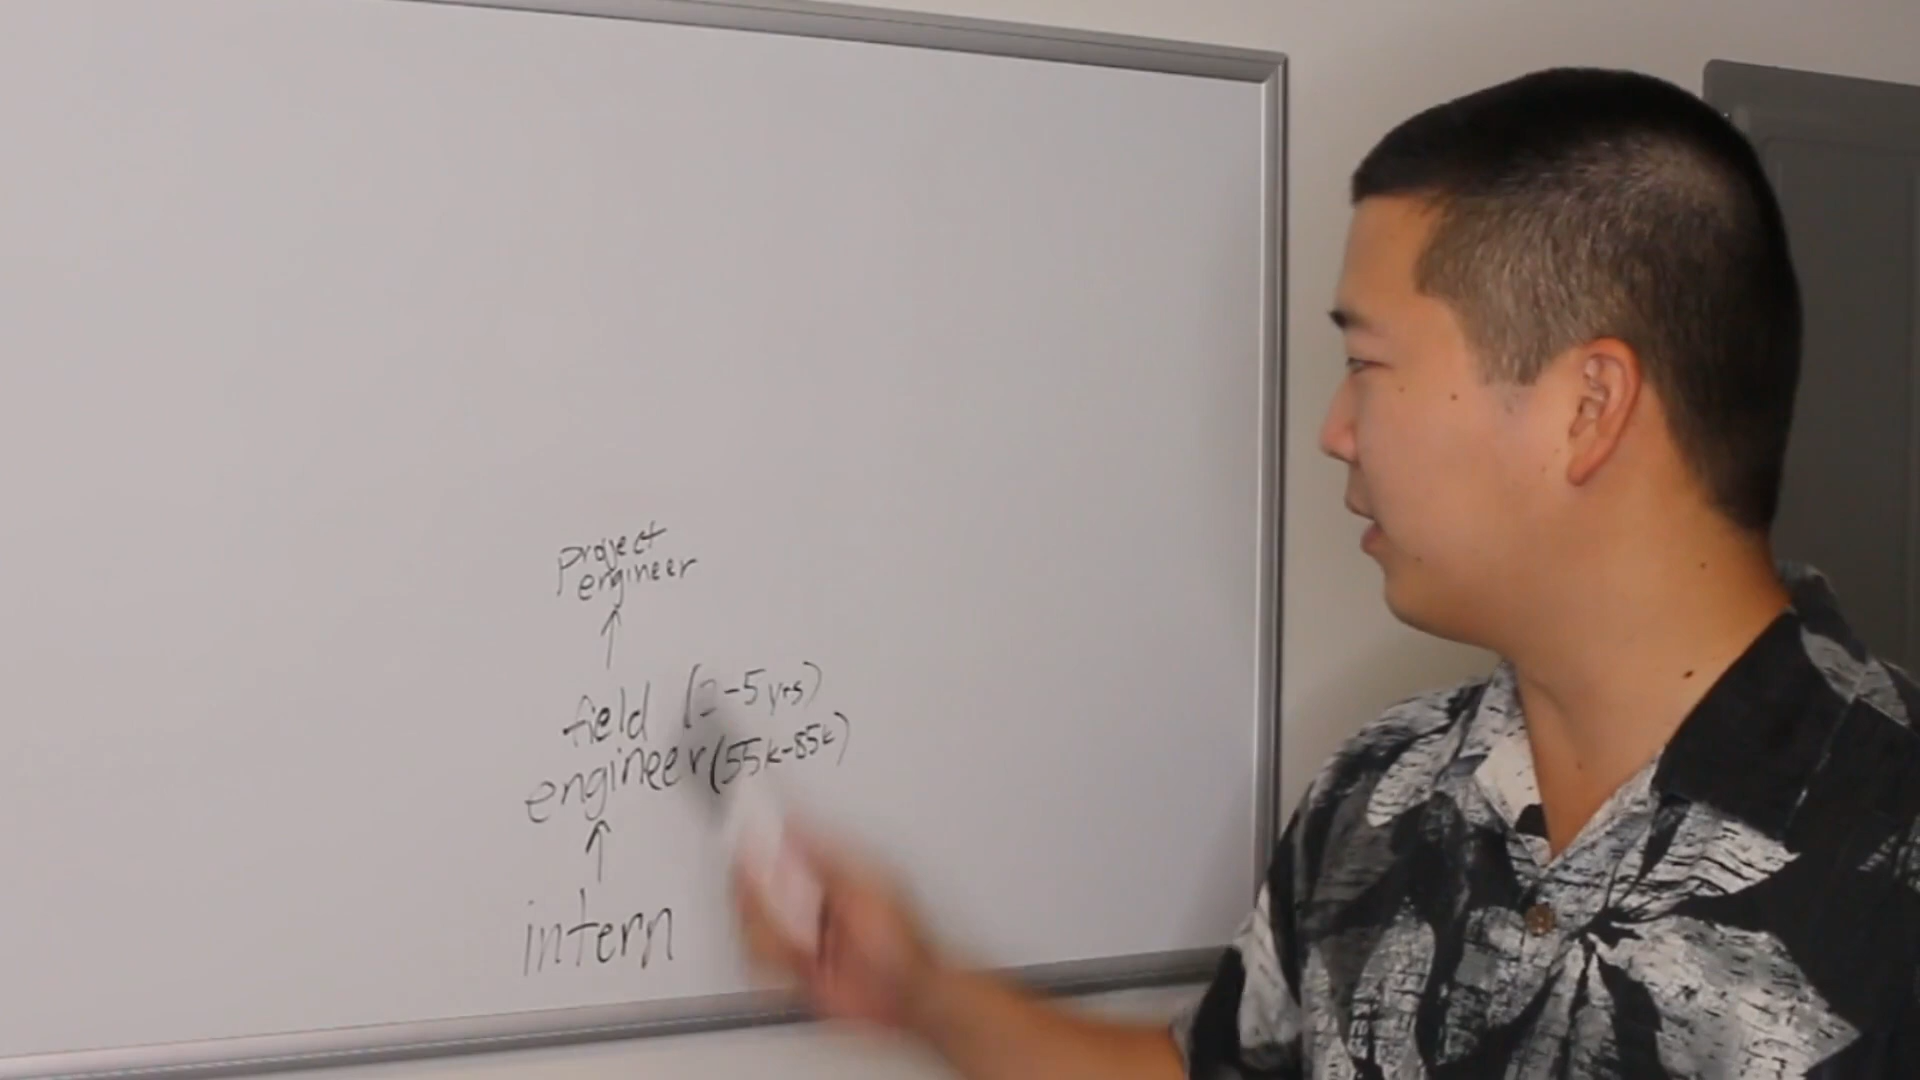 project
engineer
field (2-5 yrs)
engineer (55k-85k)
intern